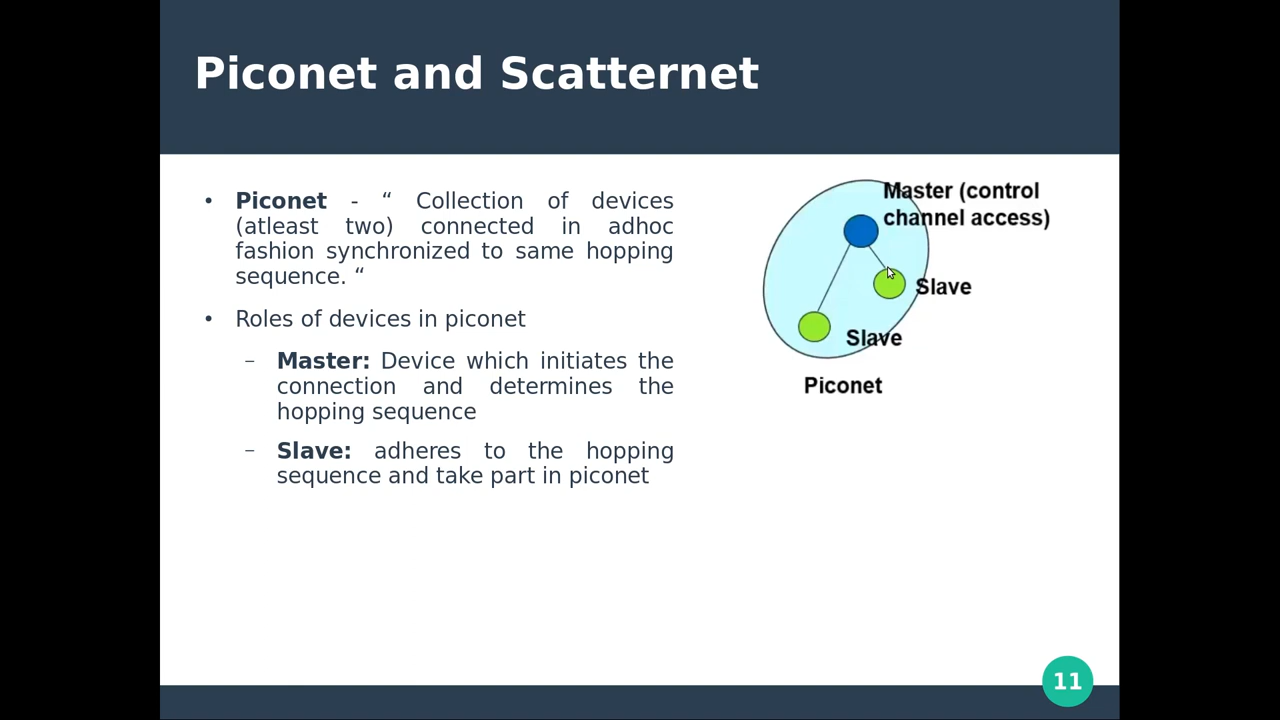 Piconet and Scatternet
• Piconet - “ Collection of devices
(atleast two) connected in adhoc
fashion synchronized to same hopping
sequence. “
• Roles of devices in piconet
– Master: Device which initiates the
connection and determines the
hopping sequence
– Slave: adheres to the hopping
sequence and take part in piconet
Master (control
channel access)
Slave
Slave
Piconet
11